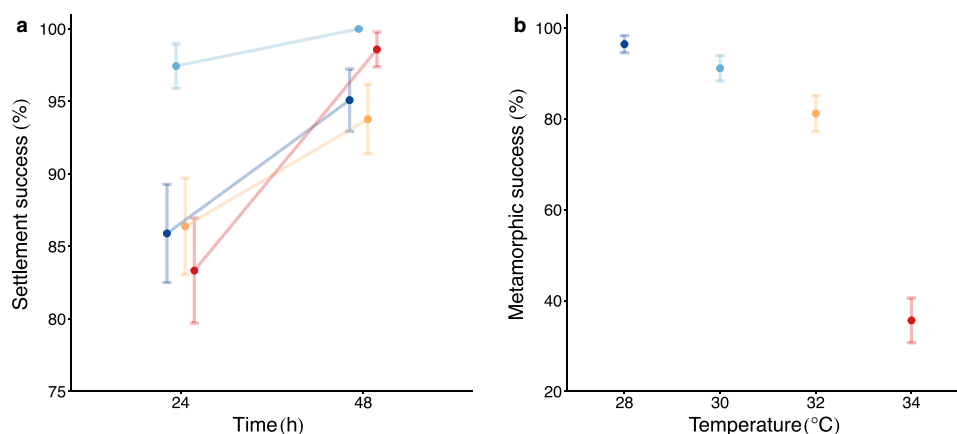 a
Settlement success (%)
100
95
90
85
80
75
24
48
Time (h)
b
Metamorphic success (%)
100
80
60
40
20
28
30
32
34
Temperature (°C)